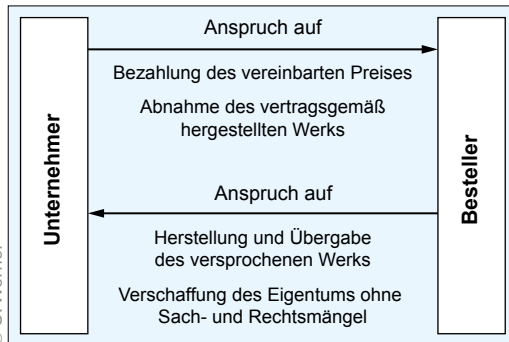 Anspruch auf
Bezahlung des vereinbarten Preises
Abnahme des vertragsgemäß
hergestellten Werks
Unternehmer
Besteller
Anspruch auf
Herstellung und Übergabe
des versprochenen Werks
Verschaffung des Eigentums ohne
Sach- und Rechtsmängel